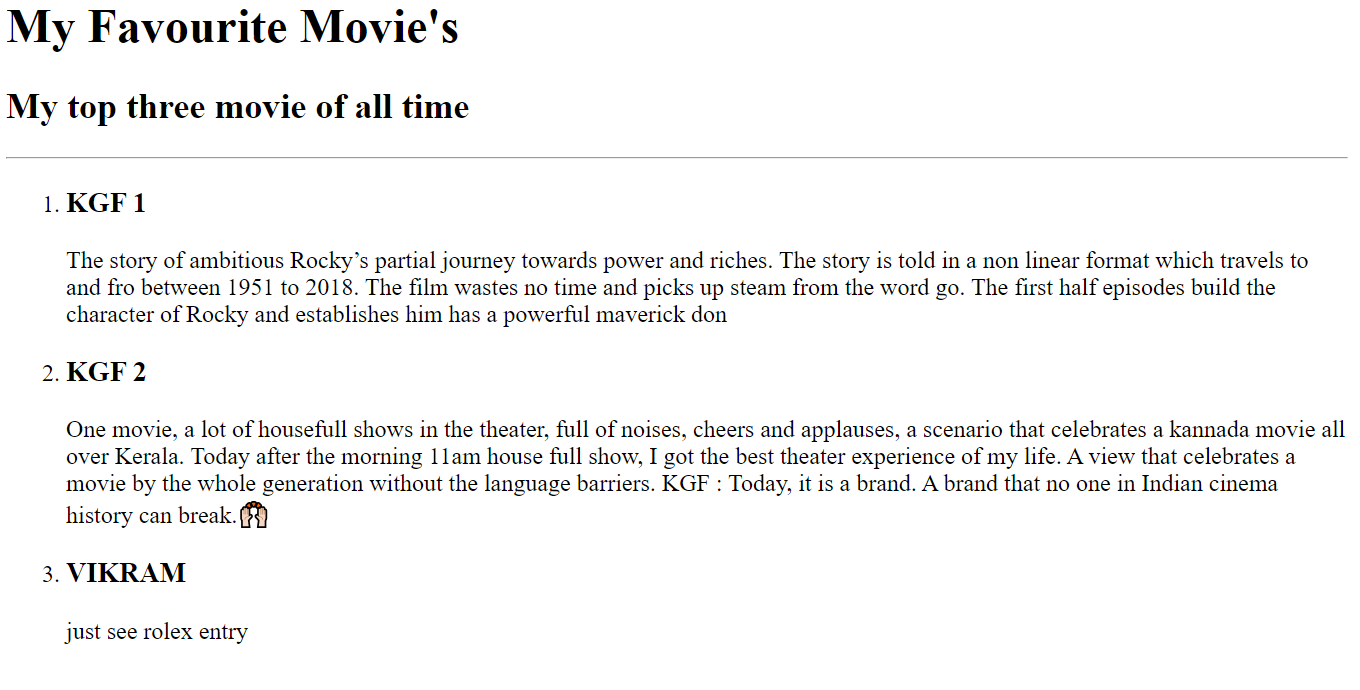 My Favourite Movie's
My top three movie of all time
1. KGF 1
The story of ambitious Rocky’s partial journey towards power and riches. The story is told in a non linear format which travels to
and fro between 1951 to 2018. The film wastes no time and picks up steam from the word go. The first half episodes build the
character of Rocky and establishes him has a powerful maverick don
2. KGF 2
One movie, a lot of housefull shows in the theater, full of noises, cheers and applauses, a scenario that celebrates a kannada movie all
over Kerala. Today after the morning 11am house full show, I got the best theater experience of my life. A view that celebrates a
movie by the whole generation without the language barriers. KGF : Today, it is a brand. A brand that no one in Indian cinema
history can break.
3. VIKRAM
just see rolex entry